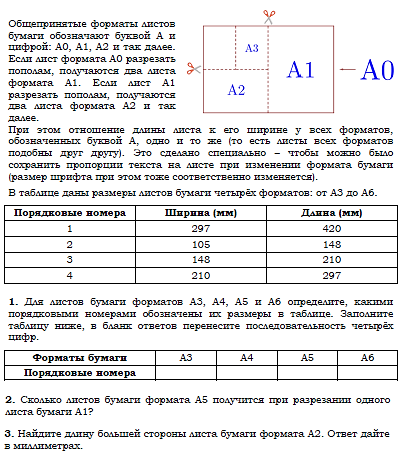 Общепринятые форматы листов
бумаги обозначают буквой А и
цифрой: А0, А1, А2 и так далее.
Если лист формата А0 разрезать
пополам, получаются два листа
формата А1. Если лист А1
разрезать пополам, получаются
два листа формата А2 и так
далее.
А3
А2
А1
А0
При этом отношение длины листа к его ширине у всех форматов,
обозначенных буквой А, одно и то же (то есть листы всех форматов
подобны друг другу). Это сделано специально – чтобы можно было
сохранить пропорции текста на листе при изменении формата бумаги
(размер шрифта при этом тоже соответственно изменяется).
В таблице даны размеры листов бумаги четырёх форматов: от А3 до А6.
Порядковые номера Ширина (мм) Длина (мм)
1 297 420
2 105 148
3 148 210
4 210 297
1. Для листов бумаги форматов А3, А4, А5 и А6 определите, какими
порядковыми номерами обозначены их размеры в таблице. Заполните
таблицу ниже, в бланк ответов перенесите последовательность четырёх
цифр.
Форматы бумаги А3 А4 А5 А6
Порядковые номера
2. Сколько листов бумаги формата А5 получится при разрезании одного
листа бумаги А1?
3. Найдите длину большей стороны листа бумаги формата А2. Ответ дайте
в миллиметрах.